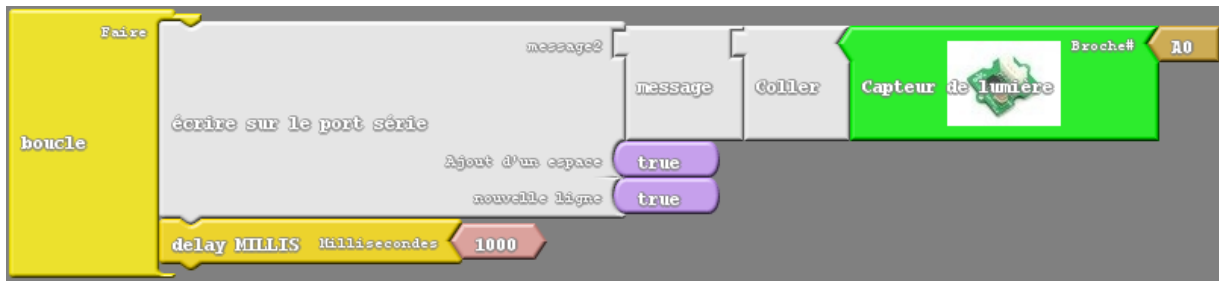 Faire
boucle
écrire sur le port série
message2
message
Coller
Capteur de lumière
Broche#
A0
Ajout d'un espace
true
nouvelle ligne
true
delay MILLIS
Millisecondes
1000